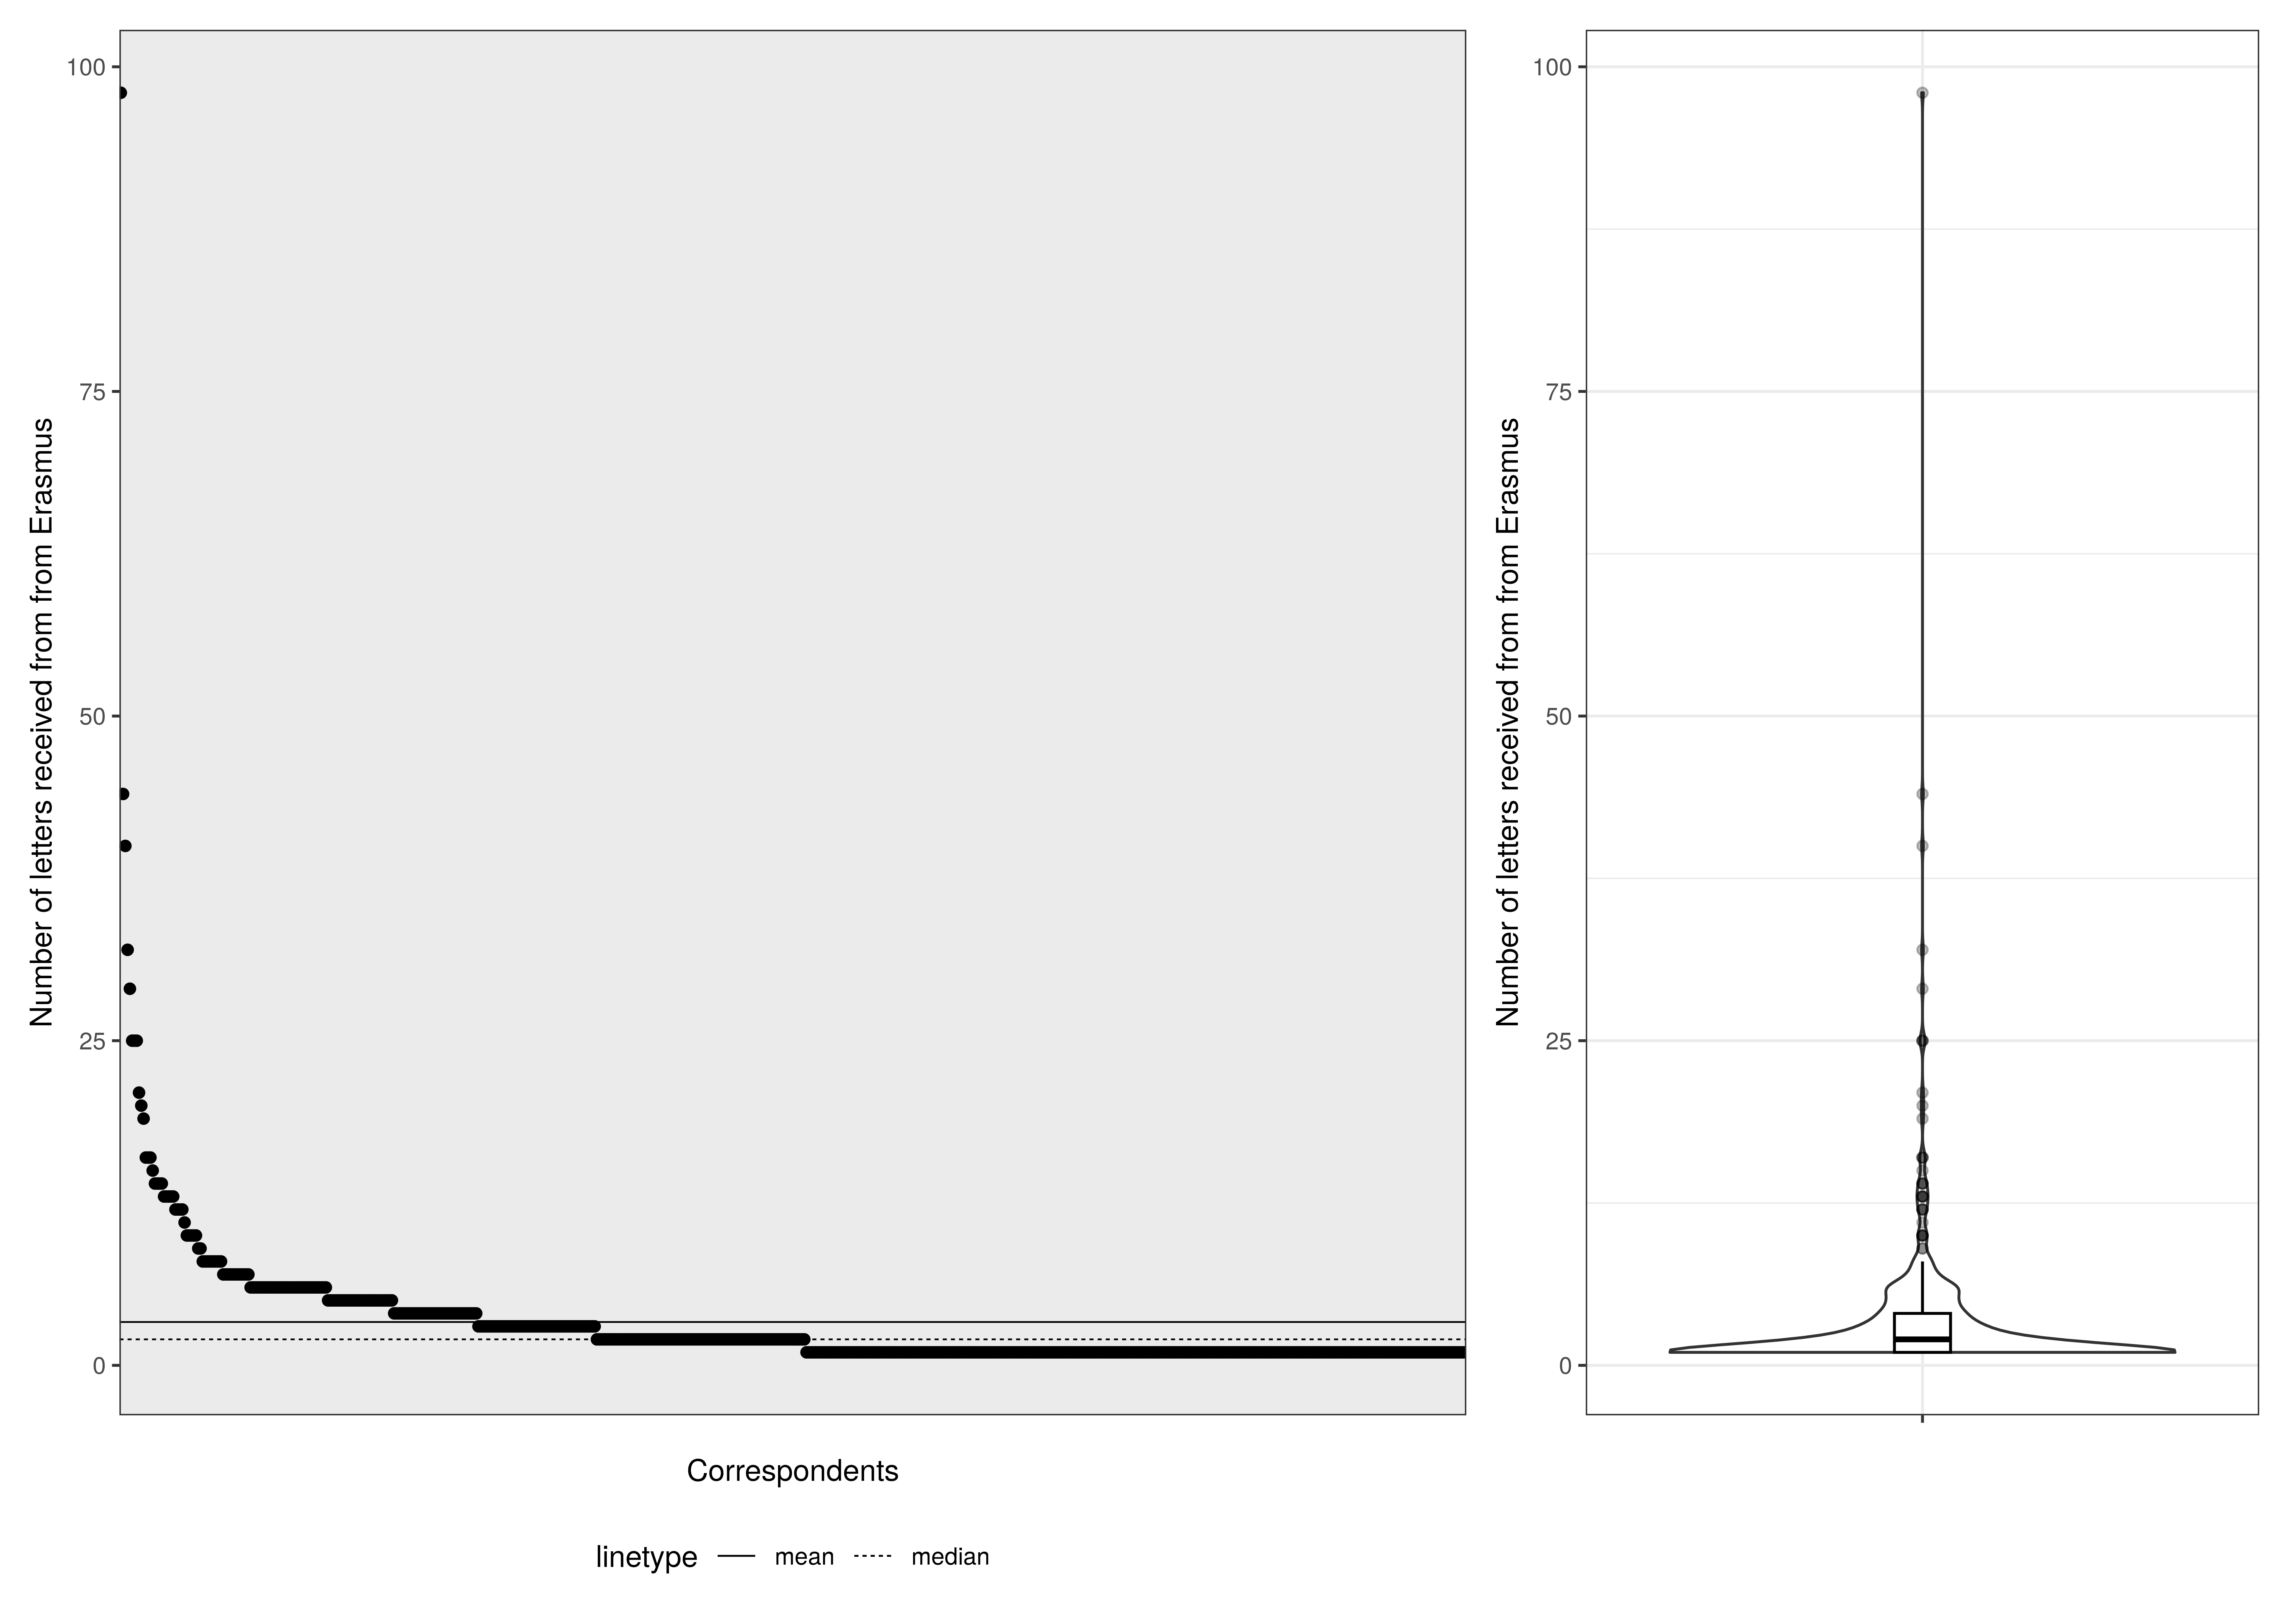 Number of letters received from from Erasmus
100
75
50
25
0
Correspondents
linetype mean median
Number of letters received from from Erasmus
100
75
50
25
0